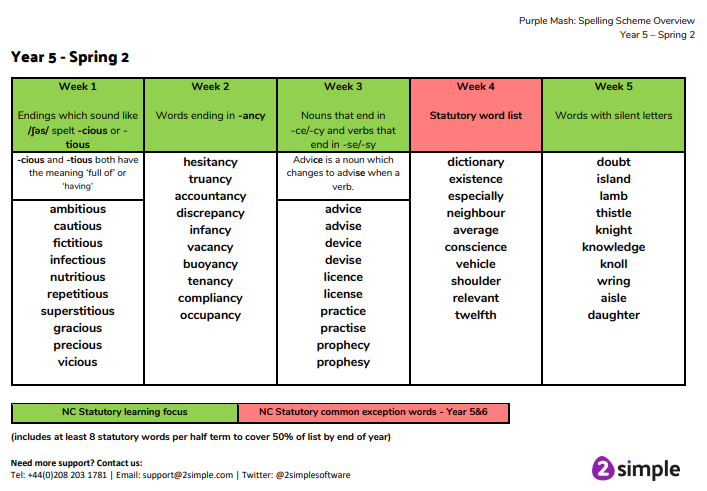 Purple Mash: Spelling Scheme Overview
Year 5 – Spring 2
Year 5 - Spring 2
Week 1
Endings which sound like
/ʃəs/ spelt -cious or -
tious
-cious and -tious both have
the meaning 'full of' or
'having'
ambitious
cautious
fictitious
infectious
nutritious
repetitious
superstitious
gracious
precious
vicious
Week 2
Words ending in -ancy
hesitancy
truancy
accountancy
discrepancy
infancy
vacancy
buoyancy
tenancy
compliancy
occupancy
Week 3
Nouns that end in
-ce/-cy and verbs that
end in -se/-sy
Advice is a noun which
changes to advise when a
verb.
advice
advise
device
devise
licence
license
practice
practise
prophecy
prophesy
Week 4
Statutory word list
dictionary
existence
especially
neighbour
average
conscience
vehicle
shoulder
relevant
twelfth
Week 5
Words with silent letters
doubt
island
lamb
thistle
knight
knowledge
knoll
wring
aisle
daughter
NC Statutory learning focus
NC Statutory common exception words - Year 5&6
(includes at least 8 statutory words per half term to cover 50% of list by end of year)
Need more support? Contact us:
Tel: +44(0)208 203 1781 | Email: support@2simple.com | Twitter: @2simplesoftware
2 simple